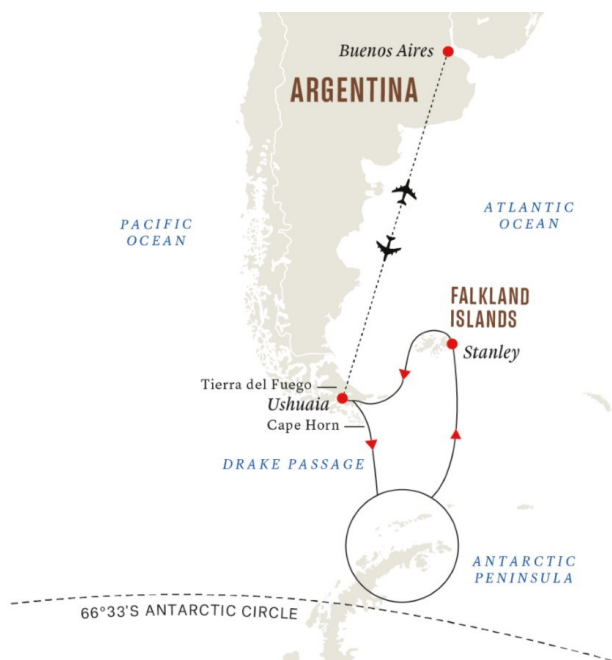 Buenos Aires
ARGENTINA
PACIFIC
OCEAN
ATLANTIC
OCEAN
FALKLAND
ISLANDS
Stanley
Tierra del Fuego
Ushuaia
Cape Horn
DRAKE PASSAGE
ANTARCTIC
PENINSULA
66°33'S ANTARCTIC CIRCLE